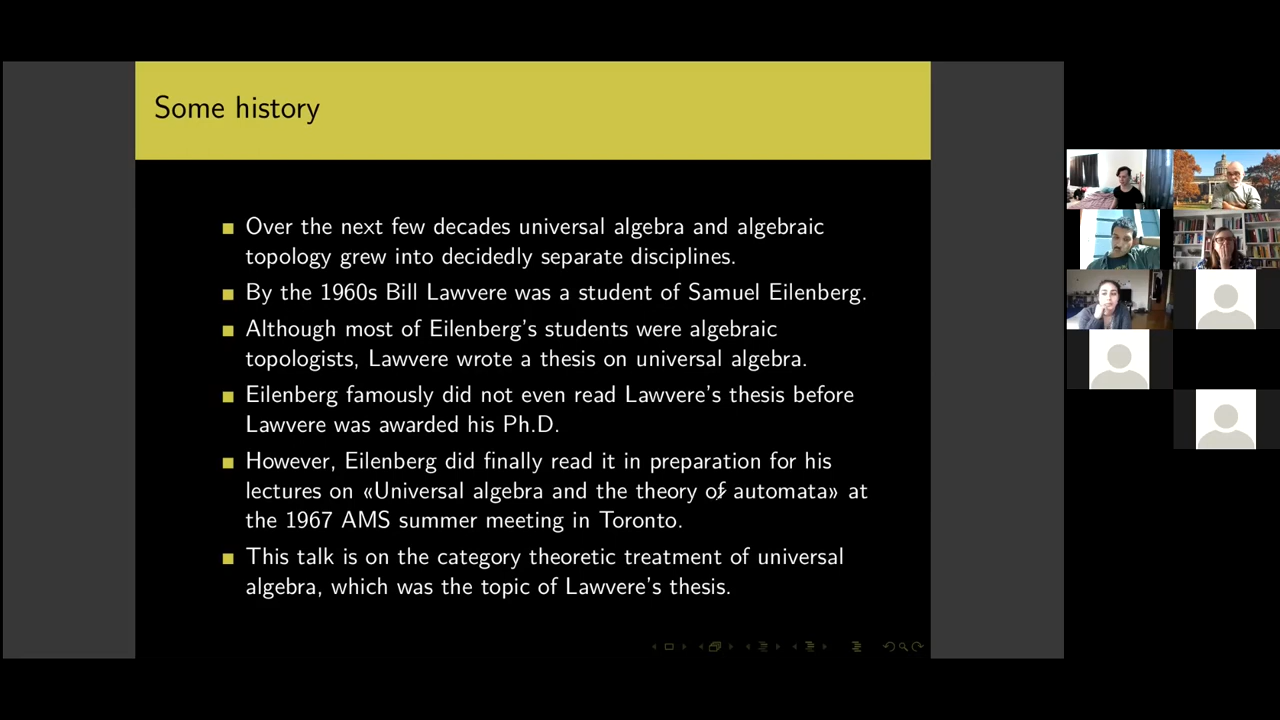 Some history
■ Over the next few decades universal algebra and algebraic
topology grew into decidedly separate disciplines.
■ By the 1960s Bill Lawvere was a student of Samuel Eilenberg.
■ Although most of Eilenberg's students were algebraic
topologists, Lawvere wrote a thesis on universal algebra.
■ Eilenberg famously did not even read Lawvere's thesis before
Lawvere was awarded his Ph.D.
■ However, Eilenberg did finally read it in preparation for his
lectures on «Universal algebra and the theory of automata» at
the 1967 AMS summer meeting in Toronto.
■ This talk is on the category theoretic treatment of universal
algebra, which was the topic of Lawvere's thesis.